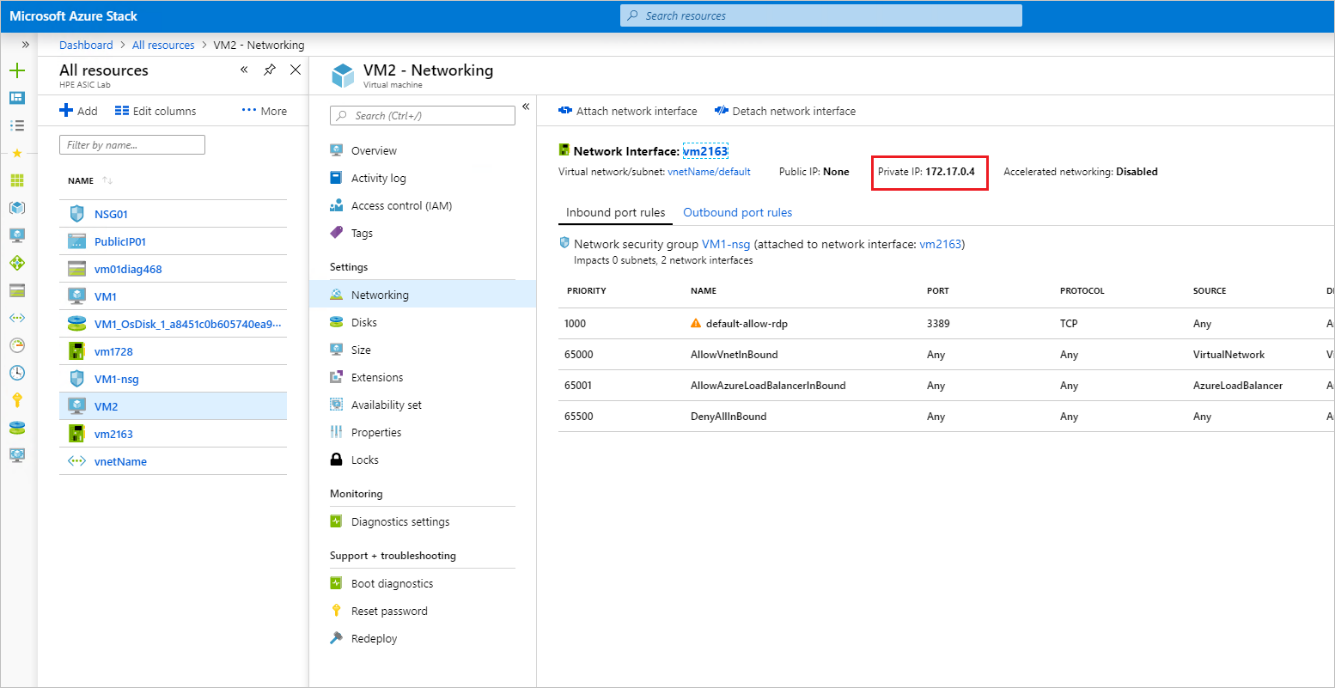 Microsoft Azure Stack
Search resources
Dashboard > All resources > VM2 - Networking
All resources
HPE ASIC Lab
Add Edit columns ··· More
Filter by name...
NAME
NSG01
PublicIP01
vm01diag468
VM1
VM1_OsDisk_1_a8451c0b605740ea9···
vm1728
VM1-nsg
VM2
vm2163
vnetName
VM2 - Networking
Virtual machine
Search (Ctrl+/)
Overview
Activity log
Access control (IAM)
Tags
Settings
Networking
Disks
Size
Extensions
Availability set
Properties
Locks
Monitoring
Diagnostics settings
Support + troubleshooting
Boot diagnostics
Reset password
Redeploy
Attach network interface Detach network interface
Network Interface: vm2163
Virtual network/subnet: vnetName/default Public IP: None Private IP: 172.17.0.4 Accelerated networking: Disabled
Inbound port rules Outbound port rules
Network security group VM1-nsg (attached to network interface: vm2163)
Impacts 0 subnets, 2 network interfaces
PRIORITY NAME PORT PROTOCOL SOURCE
1000 default-allow-rdp 3389 TCP Any
65000 AllowVnetInBound Any Any VirtualNetwork
65001 AllowAzureLoadBalancerInBound Any Any AzureLoadBalancer
65500 DenyAllInBound Any Any Any